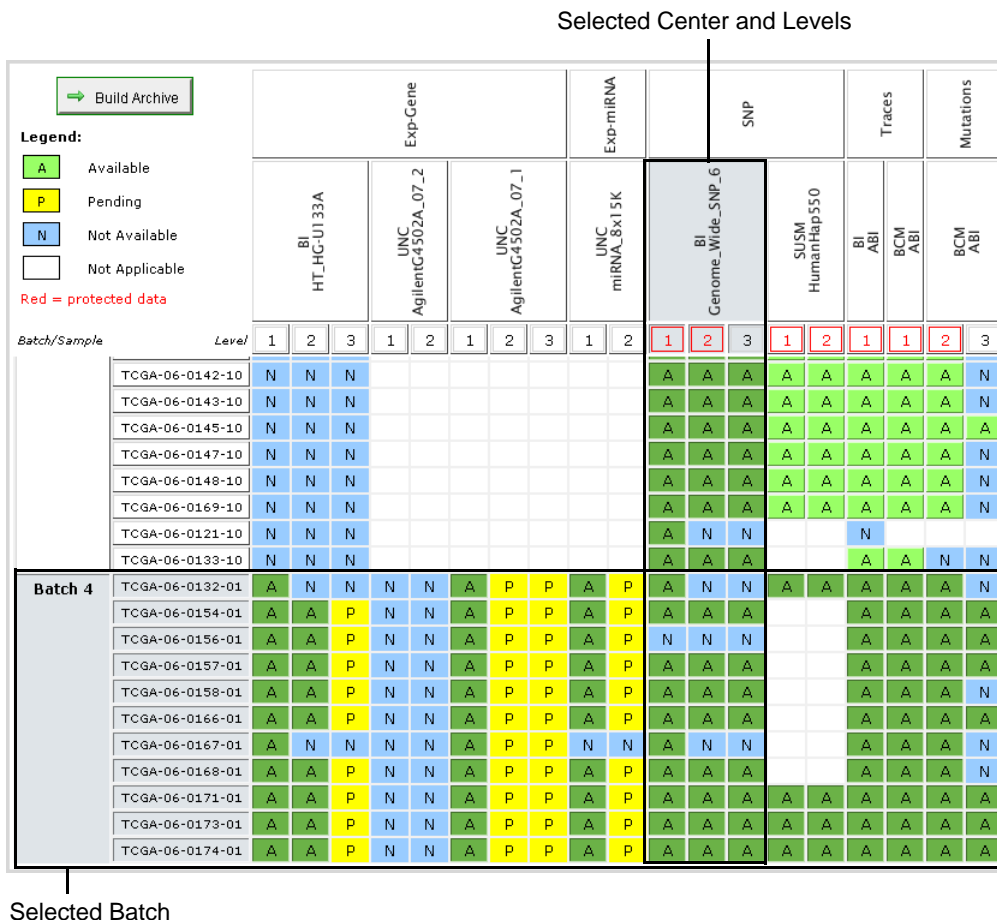 Selected Center and Levels
Build Archive
Legend:
A Available
P Pending
N Not Available
Not Applicable
Red = protected data
Exp-Gene
Exp-miRNA
SNP
Traces
Mutations
BI
HT_HG-U133A
UNC
AgilentG4502A_07_2
UNC
AgilentG4502A_07_1
UNC
miRNA_8x15K
BI
Genome_Wide_SNP_6
SUSM
HumanHap550
BI
ABI
BCM
ABI
BCM
ABI
Batch/Sample Level 1 2 3 1 2 1 2 3 1 2 1 2 3 1 2 1 1 2 3
TCGA-06-0142-10 N N N A A A A A A A A N
TCGA-06-0143-10 N N N A A A A A A A A N
TCGA-06-0145-10 N N N A A A A A A A A A
TCGA-06-0147-10 N N N A A A A A A A A N
TCGA-06-0148-10 N N N A A A A A A A A N
TCGA-06-0169-10 N N N A A A A A A A A N
TCGA-06-0121-10 N N N A N N N
TCGA-06-0133-10 N N N A A A A A N N
Batch 4 TCGA-06-0132-01 A N N N N A P P A P A N N A A A A A N
TCGA-06-0154-01 A A P N N A P P A P A A A A A A A
TCGA-06-0156-01 A A P N N A P P A P N N N A A A A
TCGA-06-0157-01 A A P N N A P P A P A A A A A A A
TCGA-06-0158-01 A A P N N A P P A P A A A A A A N
TCGA-06-0166-01 A A P N N A P P A P A A A A A A A
TCGA-06-0167-01 A N N N N A P P N N A N N A A A N
TCGA-06-0168-01 A A P N N A P P A P A A A A A A N
TCGA-06-0171-01 A A P N N A P P A P A A A A A A A A A
TCGA-06-0173-01 A A P N N A P P A P A A A A A A A A A
TCGA-06-0174-01 A A P N N A P P A P A A A A A A A A A
Selected Batch